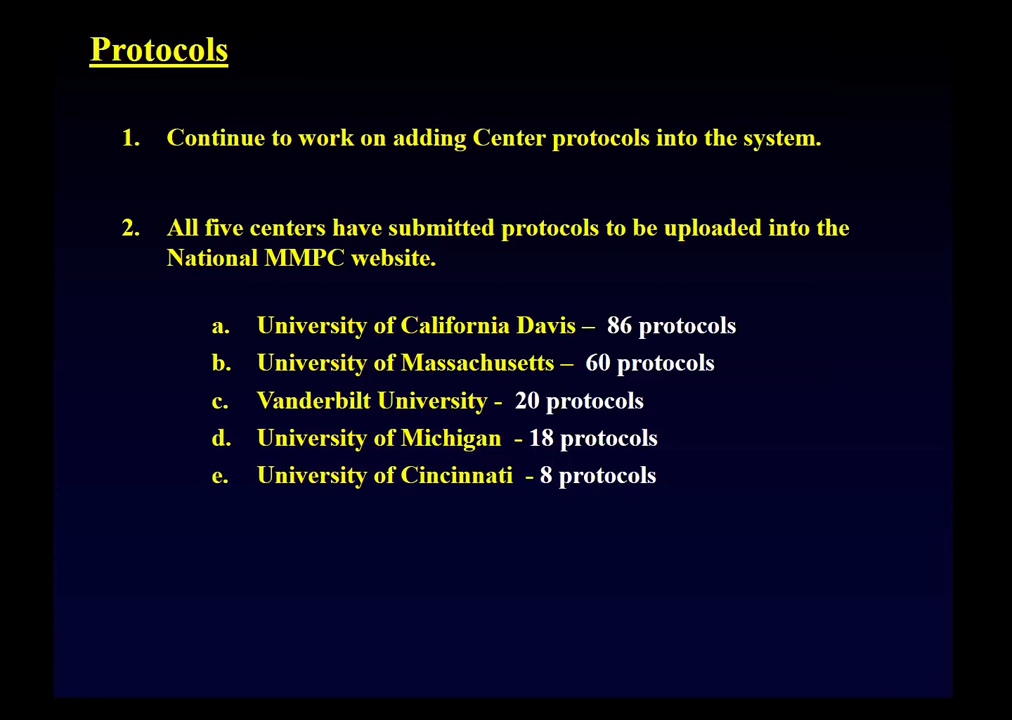 Protocols
1. Continue to work on adding Center protocols into the system.
2. All five centers have submitted protocols to be uploaded into the
National MMPC website.
a. University of California Davis – 86 protocols
b. University of Massachusetts – 60 protocols
c. Vanderbilt University - 20 protocols
d. University of Michigan - 18 protocols
e. University of Cincinnati - 8 protocols